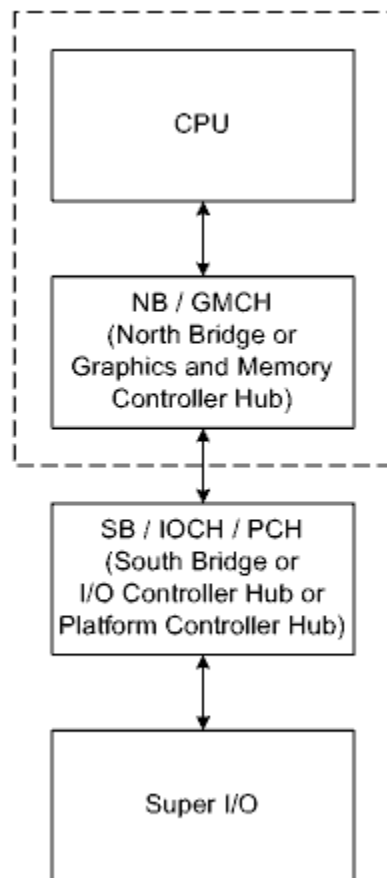 CPU
NB / GMCH
(North Bridge or
Graphics and Memory
Controller Hub)
SB / IOCH / PCH
(South Bridge or
I/O Controller Hub or
Platform Controller Hub)
Super I/O